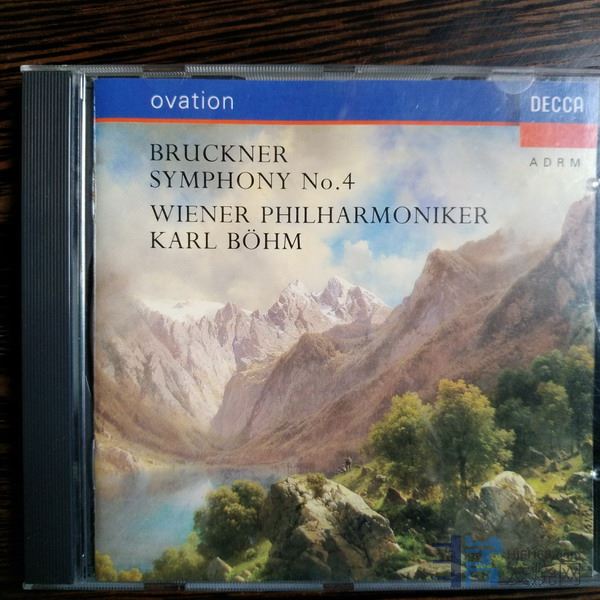 ovation
DECCA
ADRM
BRUCKNER
SYMPHONY No.4
WIENER PHILHARMONIKER
KARL BÖHM